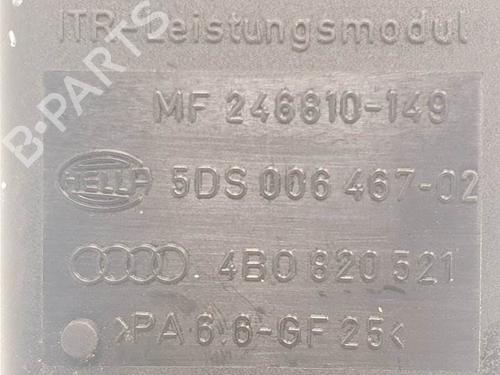 ITR-Leistungsmodul
MF 246810-149
HELLA 5DS 006 467-02
4B0 820 521
>PA 6.6-GF 25<
B-PARTS